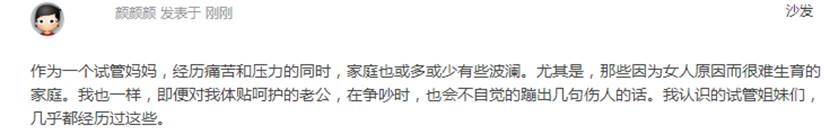 颜颜颜 发表于 刚刚
沙发
作为一个试管妈妈，经历痛苦和压力的同时，家庭也或多或少有些波澜。尤其是，那些因为女人原因而很难生育的
家庭。我也一样，即便对我体贴呵护的老公，在争吵时，也会不自觉的蹦出几句伤人的话。我认识的试管姐妹们，
几乎都经历过这些。